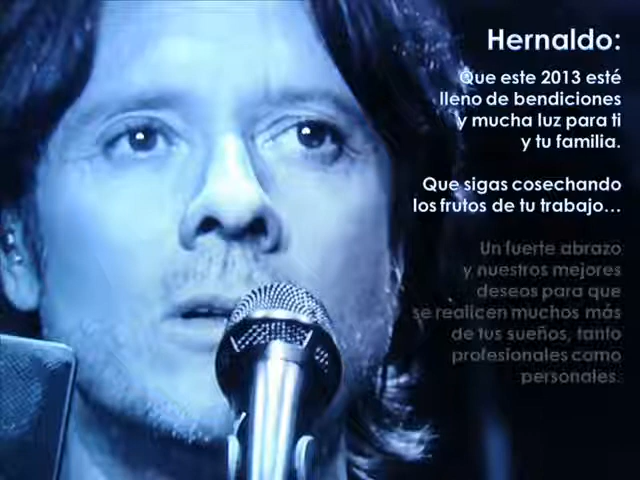 Hernaldo:
Que este 2013 esté
lleno de bendiciones
y mucha luz para ti
y tu familia.
Que sigas cosechando
los frutos de tu trabajo...
Un fuerte abrazo
y nuestros mejores
deseos para que
se realicen muchos más
de tus sueños, tanto
profesionales como
personales.